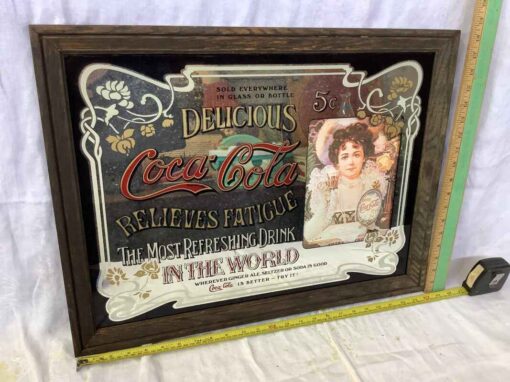 SOLD EVERYWHERE
IN GLASS OR BOTTLE
5¢
DELICIOUS
Coca-Cola
RELIEVES FATIGUE
THE MOST REFRESHING DRINK
IN THE WORLD
WHEREVER GINGER ALE, SELTZER OR SODA IS GOOD
Coca-Cola IS BETTER - TRY IT!